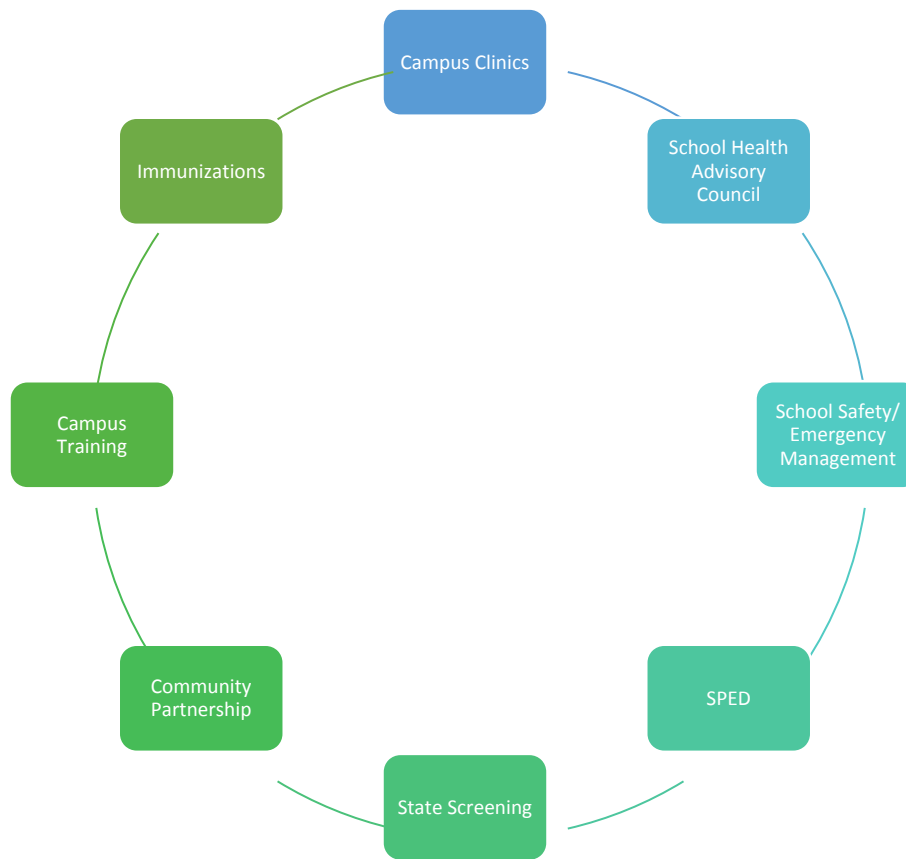 Campus Clinics
School Health
Advisory
Council
School Safety/
Emergency
Management
SPED
State Screening
Community
Partnership
Campus
Training
Immunizations